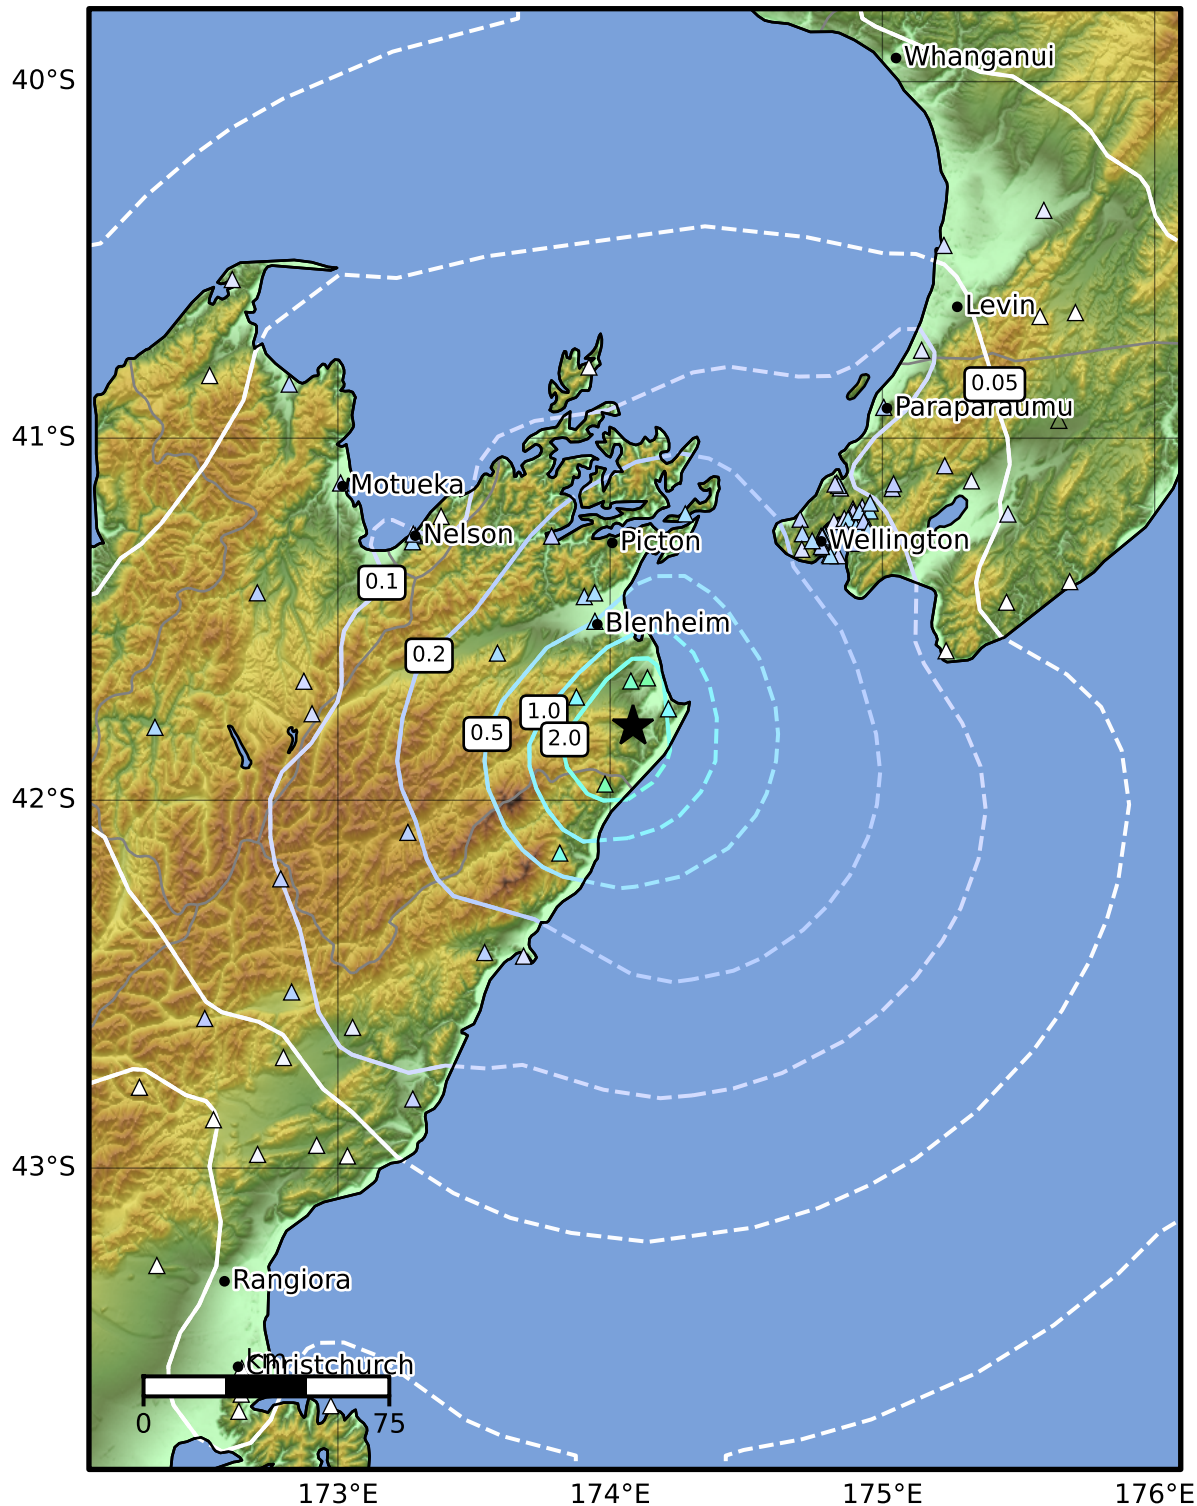 40°S
Whanganui
Levin
0.05
Paraparaumu
41°S
Motueka
Nelson
Picton
Wellington
0.1
Blenheim
0.2
1.0
0.5
2.0
42°S
43°S
Rangiora
km
Christchurch
0
75
173°E
174°E
175°E
176°E